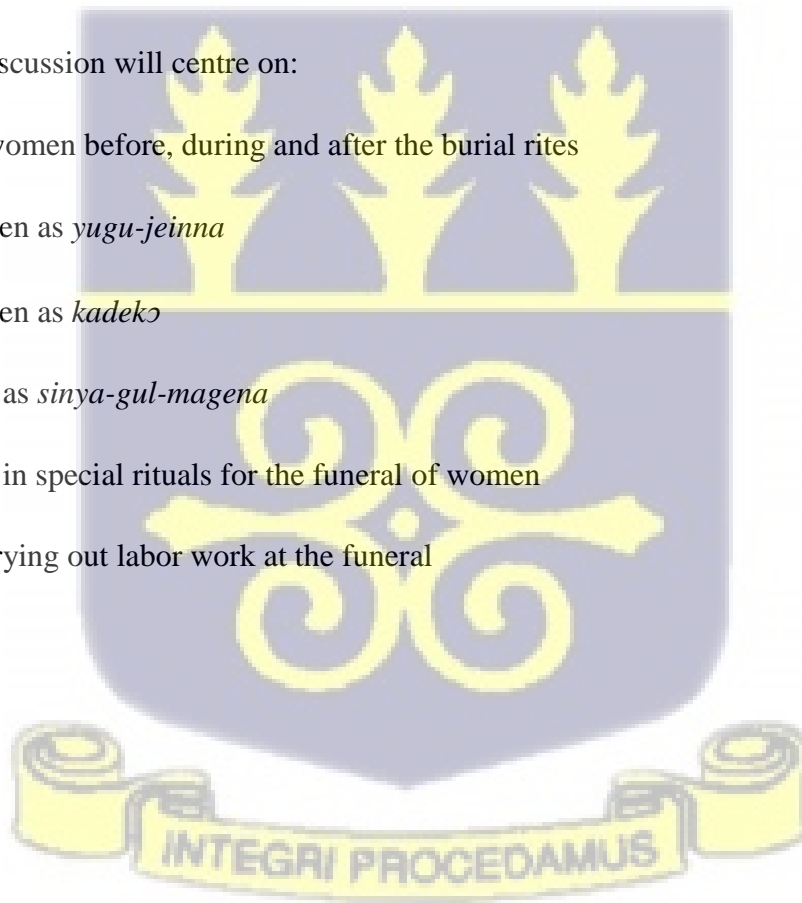 scussion will centre on:
women before, during and after the burial rites
en as yugu-jeinna
en as kadekɔ
as sinya-gul-magena
in special rituals for the funeral of women
rying out labor work at the funeral
INTEGRI PROCEDAMUS